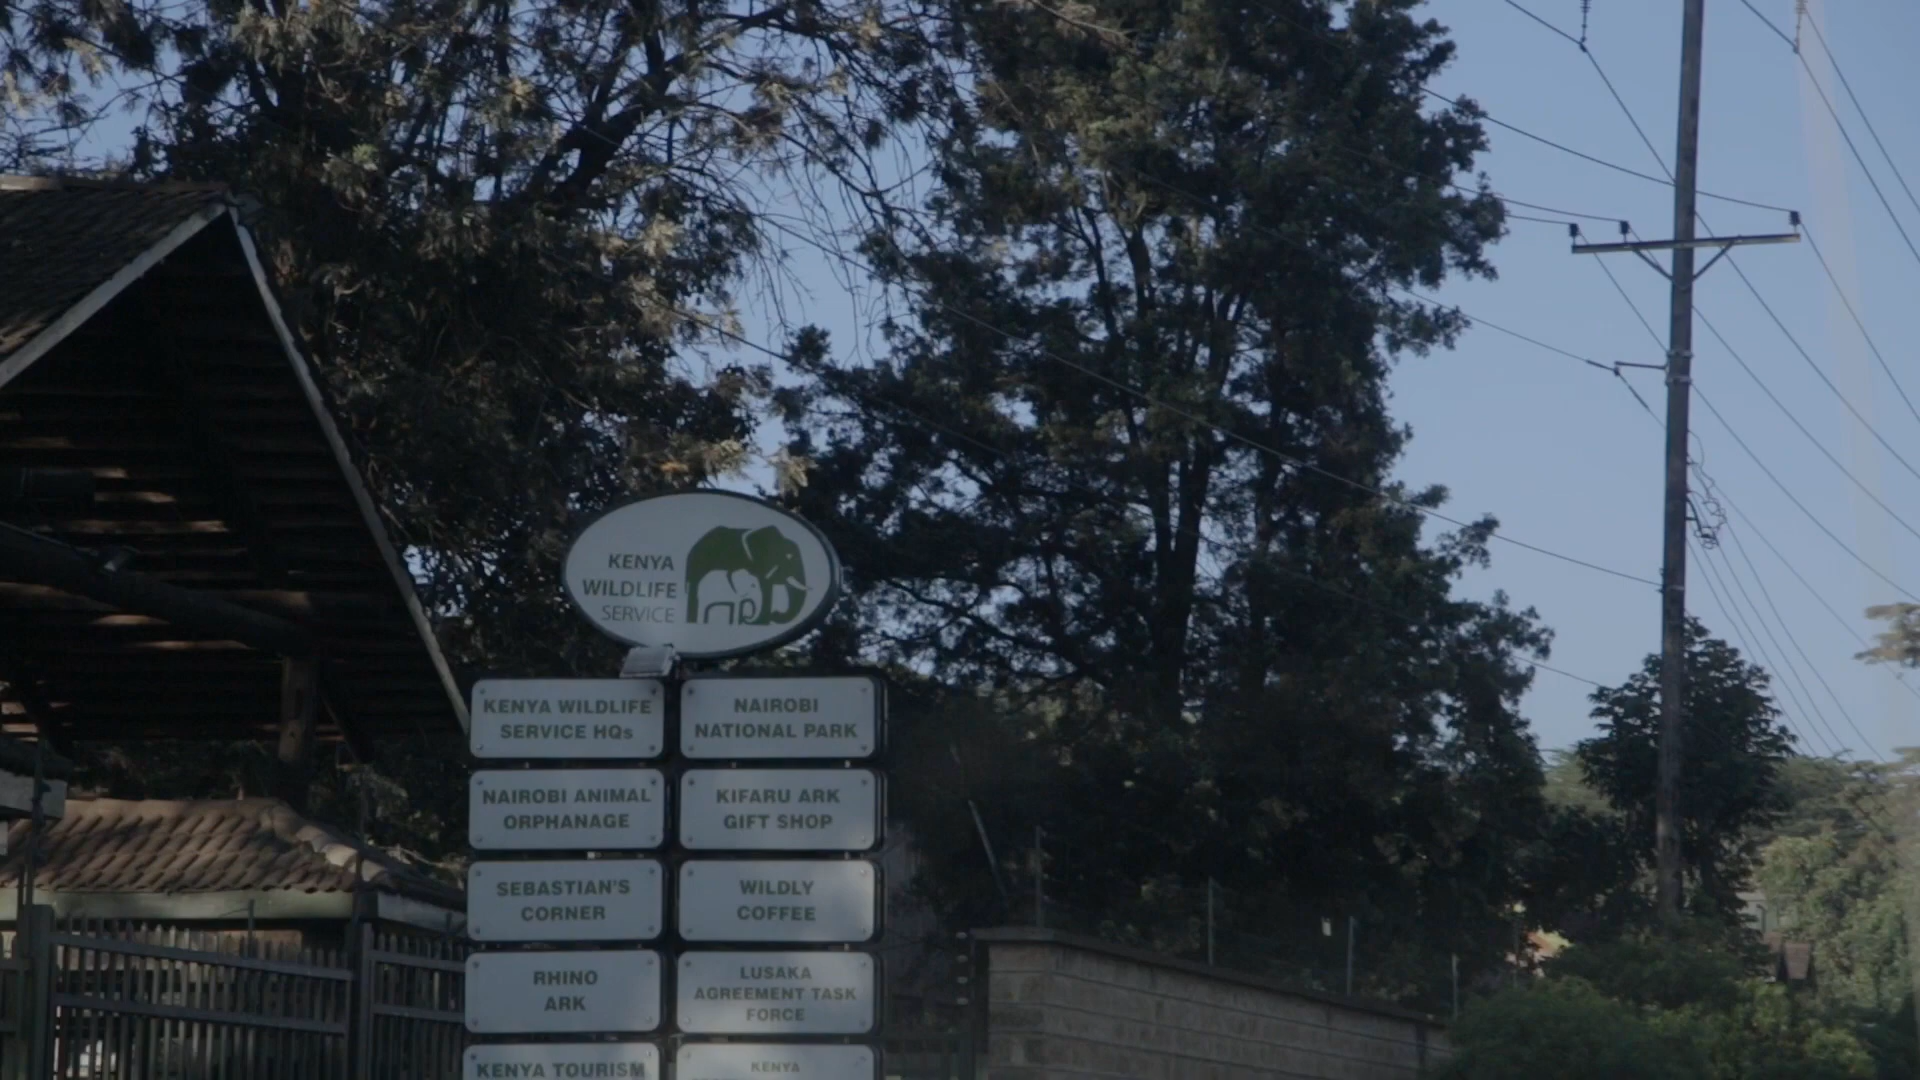 KENYA
WILDLIFE
SERVICE
KENYA WILDLIFE
SERVICE HQs
NAIROBI
NATIONAL PARK
NAIROBI ANIMAL
ORPHANAGE
KIFARU ARK
GIFT SHOP
SEBASTIAN'S
CORNER
WILDLY
COFFEE
RHINO
ARK
LUSAKA
AGREEMENT TASK
FORCE
KENYA TOURISM
KENYA